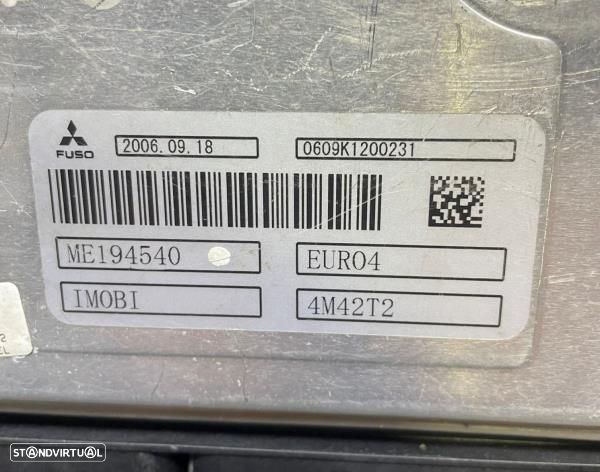 FUSO
2006.09.18
0609K1200231
ME194540
EURO4
IMOBI
4M42T2
STANDVIRTUAL